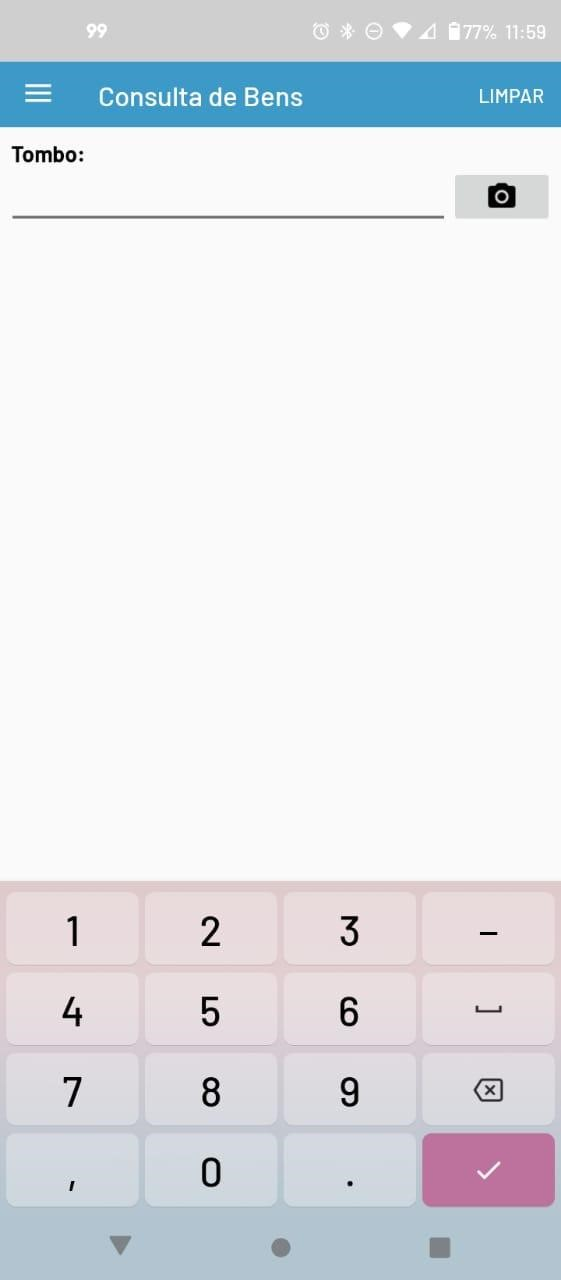 99 77% 11:59
Consulta de Bens LIMPAR
Tombo:
1 2 3 –
4 5 6
7 8 9
, 0 .